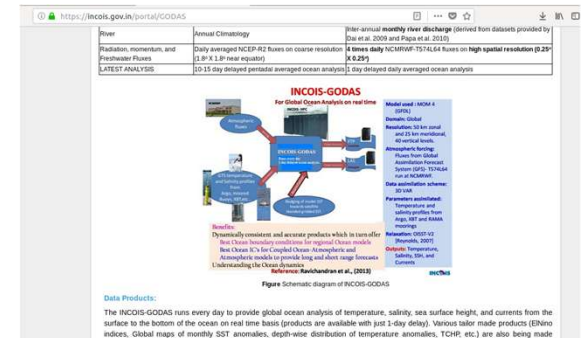 https://incois.gov.in/portal/GODAS
River
Annual Climatology
Inter-annual monthly river discharge (derived from datasets provided by Dai et al. 2009 and Papa et al. 2010)
Radiation, momentum, and Freshwater Fluxes
Daily averaged NCEP-R2 fluxes on coarse resolution (1.8º X 1.8º near equator)
4 times daily NCMRWF-T574L64 fluxes on high spatial resolution (0.25º X 0.25º)
LATEST ANALYSIS
10-15 day delayed pentadal averaged ocean analysis
1 day delayed daily averaged ocean analysis
INCOIS-GODAS
For Global Ocean Analysis on real time
Atmospheric fluxes
INCOIS GODAS
GTS temperature and salinity profiles from
Model used : MOM 4 (GFDL)
Domain: Global
Resolution: 50 km zonal and 25 km meridional, 40 vertical levels.
Atmospheric forcing:
Fluxes from Global Assimilation Forecast System (GFS)- T574L64 run at NCMRWF.
Data assimilation scheme:
3D VAR
Parameters assimilated:
Temperature and salinity profiles from Argo, XBT and RAMA moorings
Relaxation: OISST-V2 (Reynolds, 2007)
Outputs: Temperature, Salinity, SSH, and Currents
Benefits:
Dynamically consistent and accurate products which in turn offer
Best Ocean boundary conditions for regional Ocean models
Best Ocean IC's for Coupled Ocean-Atmospheric and
Atmospheric models to provide long and short range forecasts
Understanding the Ocean dynamics
Reference: Ravichandran et al., (2013)
Figure Schematic diagram of INCOIS-GODAS
Data Products:
The INCOIS-GODAS runs every day to provide global ocean analysis of temperature, salinity, sea surface height, and currents from the
surface to the bottom of the ocean on real time basis (products are available with just 1-day delay). Various tailor made products (ElNino
indices, Global maps of monthly SST anomalies, depth-wise distribution of temperature anomalies, TCHP, etc.) are also being made